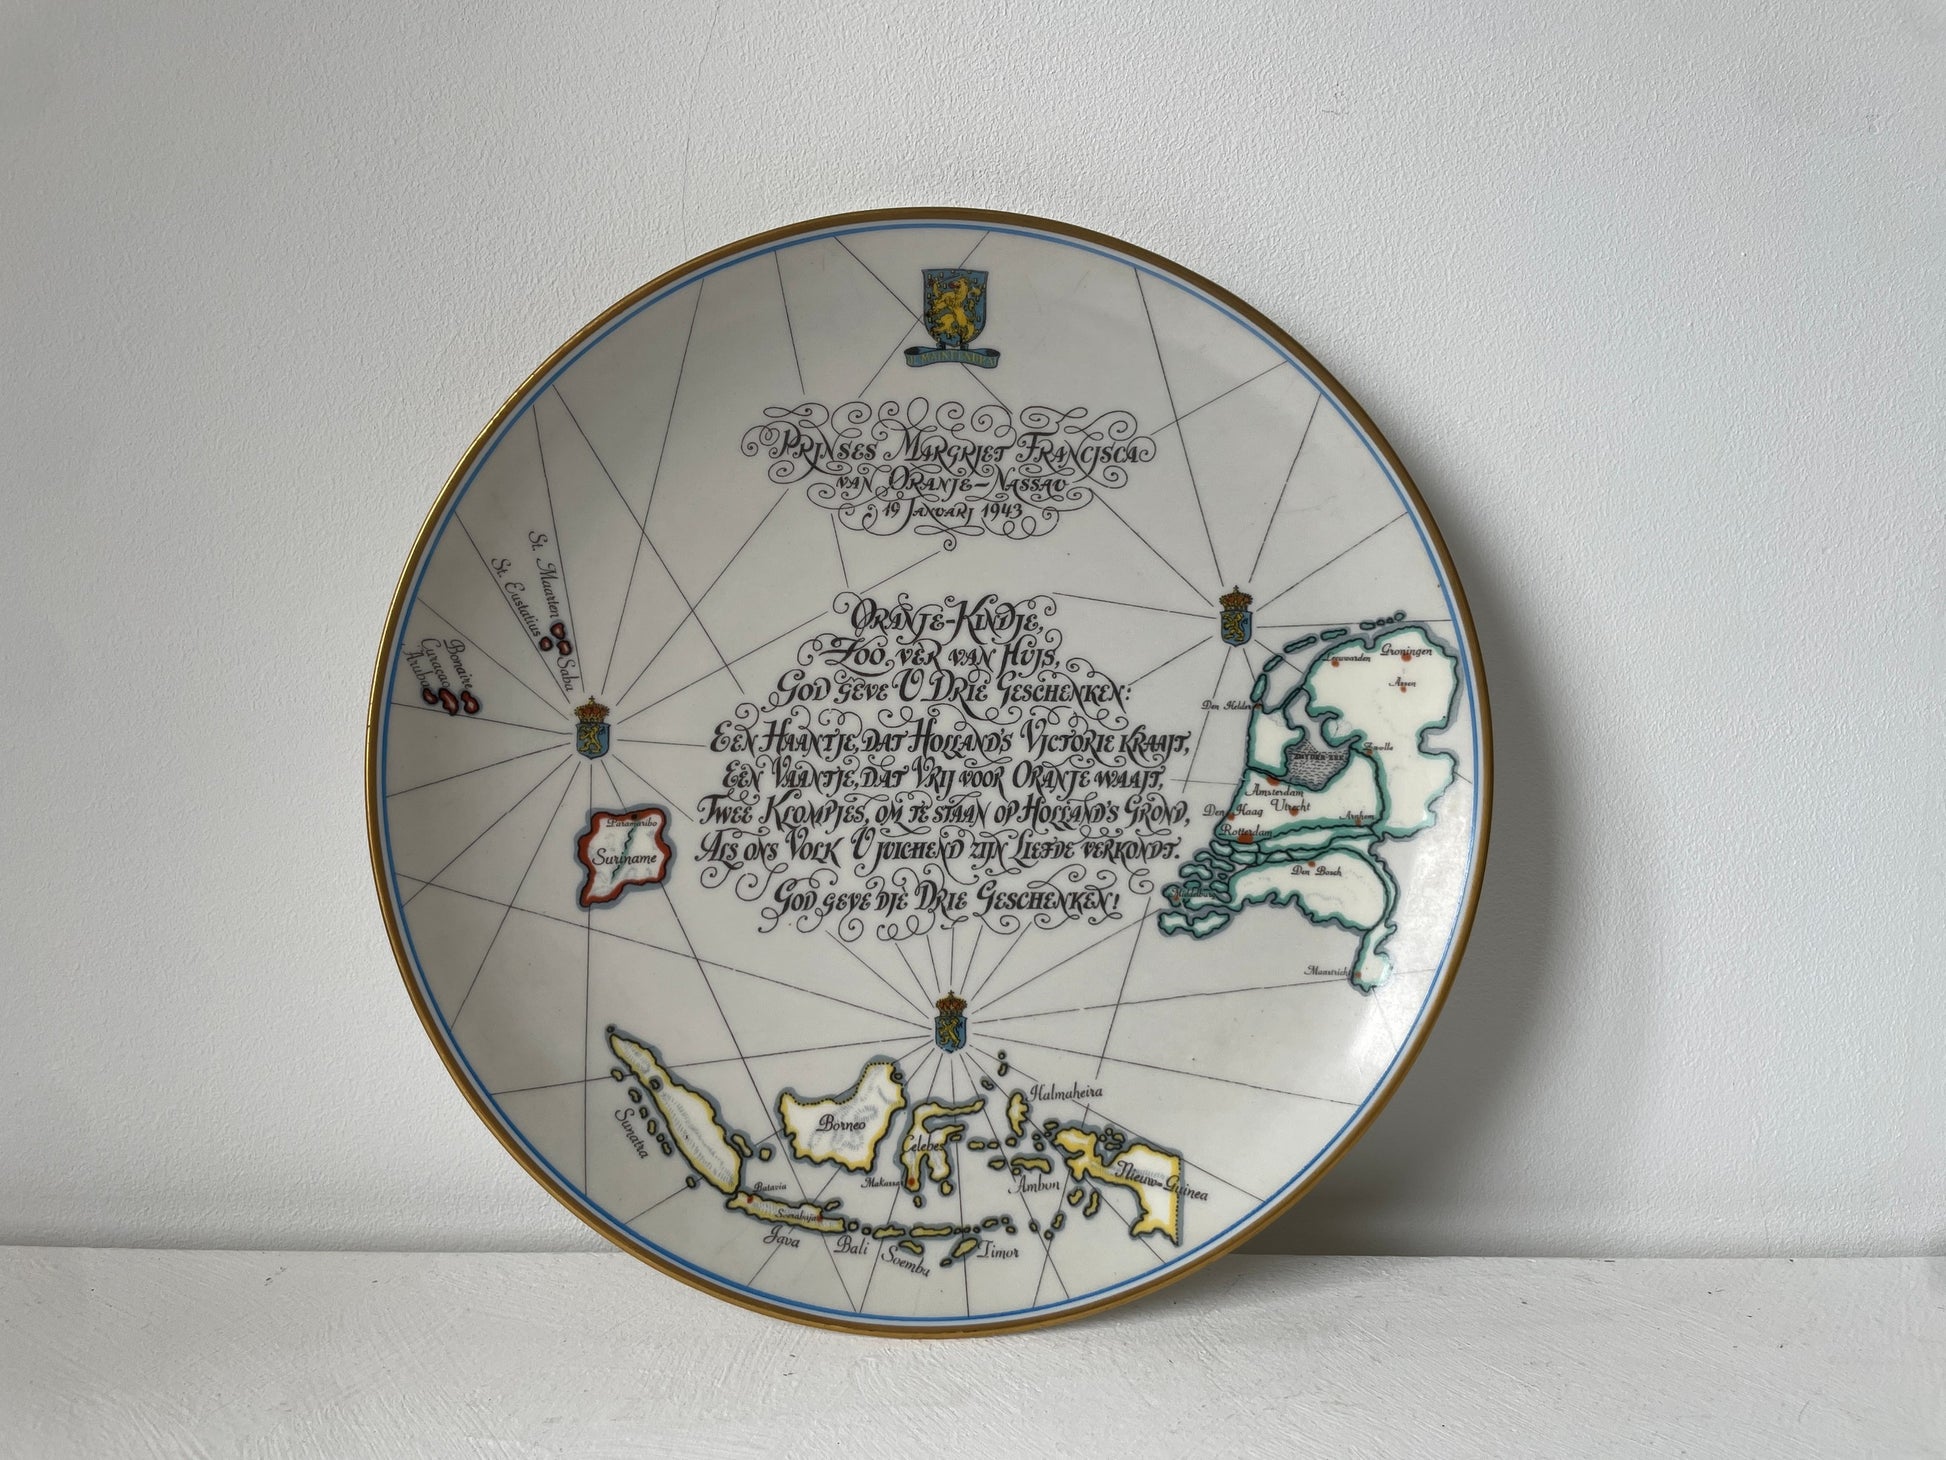 JE MAINTIENDRAI
PRINSES MARGRIET FRANCISCA
VAN ORANJE-NASSAU
19 JANUARI 1943
ORANJE-KINDJE,
ZOO VER VAN HUIS,
GOD GEVE U DRIE GESCHENKEN:
EEN HAANTJE, DAT HOLLAND'S VICTORIE KRAAIT,
EEN VAANTJE, DAT VRIJ VOOR ORANJE WAAIT,
TWEE KLOMPJES, OM TE STAAN OP HOLLAND'S GROND,
ALS ONS VOLK U JUICHEND ZIJN LIEFDE VERKONDT.
GOD GEVE DIE DRIE GESCHENKEN!
St. Maarten
St. Eustatius
Saba
Bonaire
Curaçao
Aruba
Paramaribo
Suriname
Leeuwarden
Groningen
Assen
Den Helder
Zwolle
ZUYDER ZEE
Amsterdam
Den Haag
Utrecht
Arnhem
Rotterdam
Den Bosch
Middelburg
Maastricht
Sumatra
Borneo
Celebes
Makassar
Halmaheira
Ambon
Nieuw-Guinea
Batavia
Soerabaja
Java
Bali
Soemba
Timor